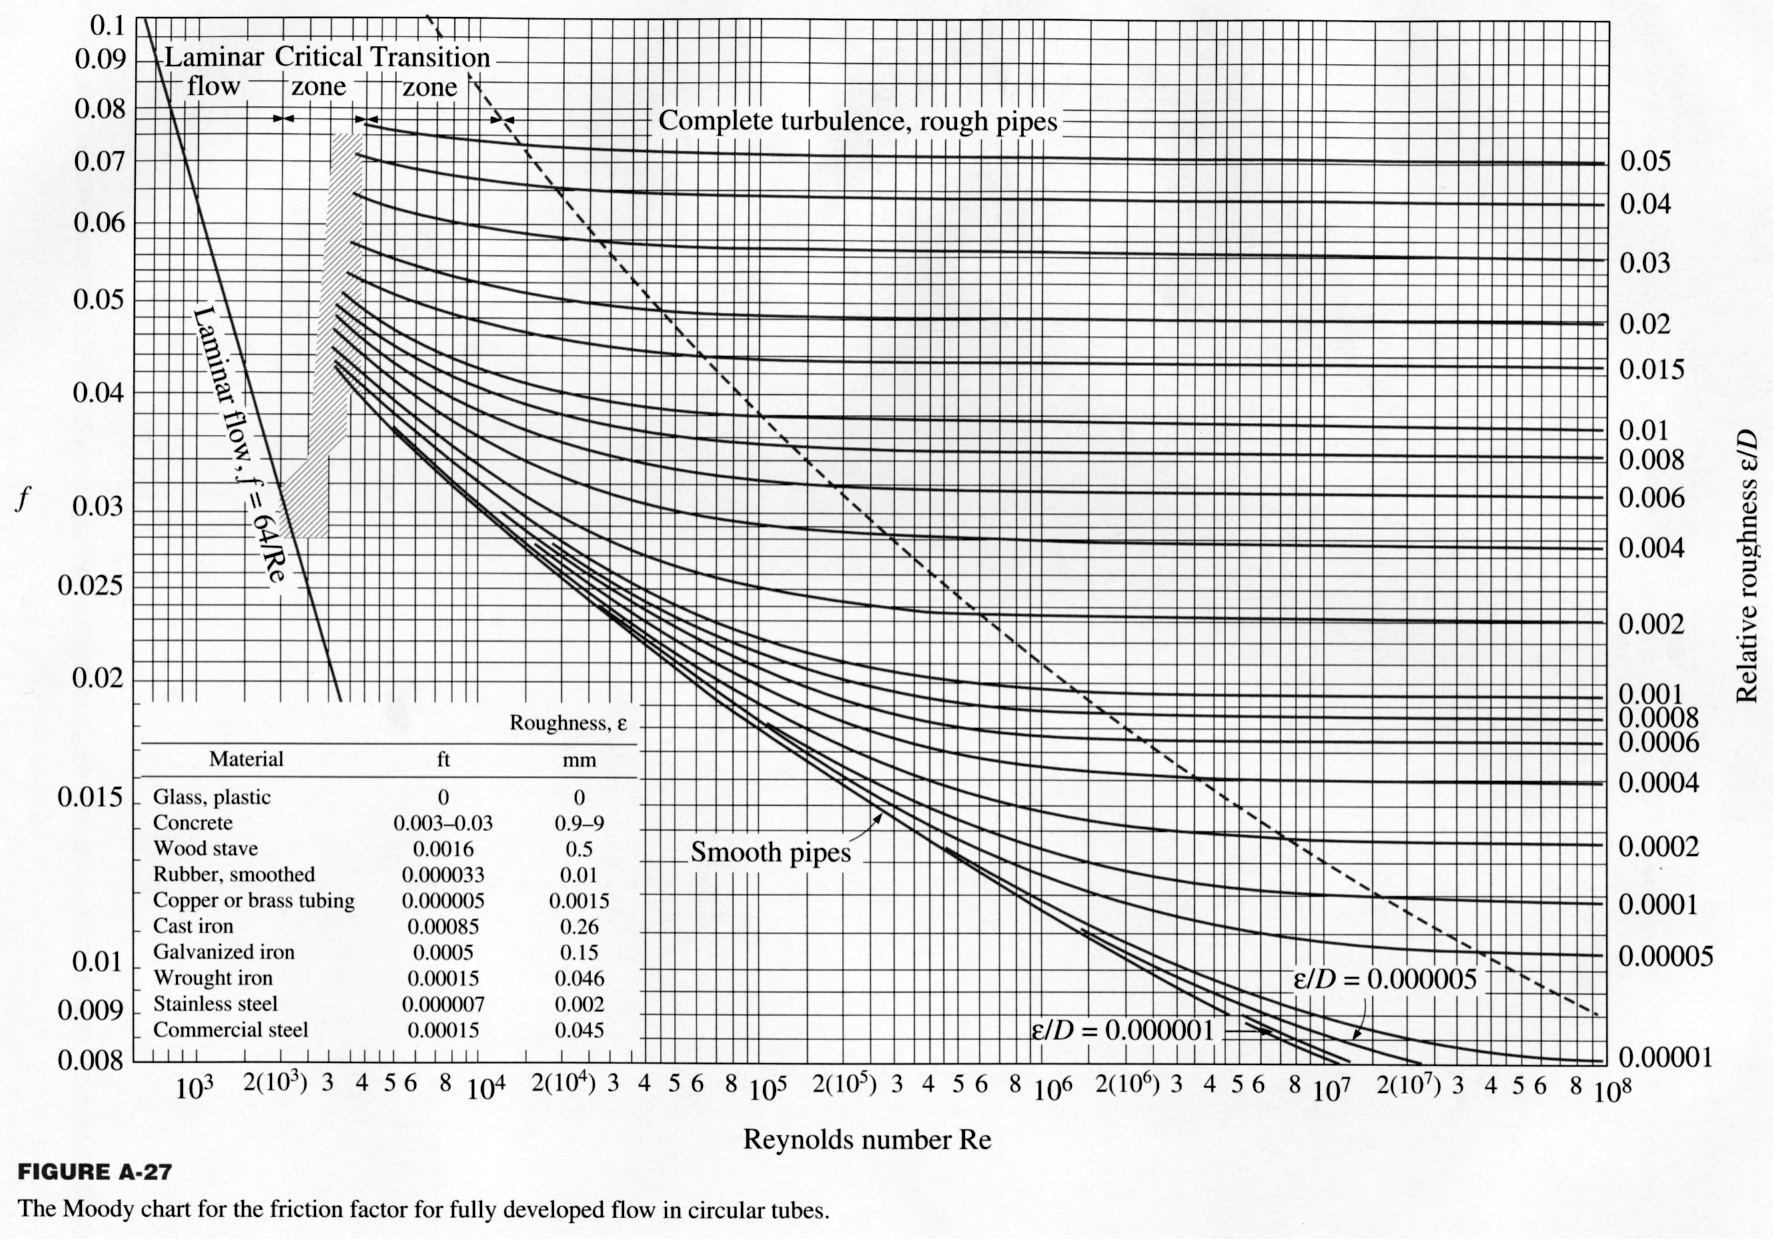 0.1
0.09
0.08
0.07
0.06
0.05
0.04
0.03
0.025
0.02
0.015
0.01
0.009
0.008
f
Laminar Critical Transition
flow zone zone
Complete turbulence, rough pipes
Laminar flow, f = 64/Re
0.05
0.04
0.03
0.02
0.015
0.01
0.008
0.006
0.004
0.002
0.001
0.0008
0.0006
0.0004
0.0002
0.0001
0.00005
0.00001
Relative roughness ε/D
Roughness, ε
Material ft mm
Glass, plastic 0 0
Concrete 0.003–0.03 0.9–9
Wood stave 0.0016 0.5
Rubber, smoothed 0.000033 0.01
Copper or brass tubing 0.000005 0.0015
Cast iron 0.00085 0.26
Galvanized iron 0.0005 0.15
Wrought iron 0.00015 0.046
Stainless steel 0.000007 0.002
Commercial steel 0.00015 0.045
Smooth pipes
ε/D = 0.000005
ε/D = 0.000001
10³ 2(10³) 3 4 5 6 8 10⁴ 2(10⁴) 3 4 5 6 8 10⁵ 2(10⁵) 3 4 5 6 8 10⁶ 2(10⁶) 3 4 5 6 8 10⁷ 2(10⁷) 3 4 5 6 8 10⁸
Reynolds number Re
FIGURE A-27
The Moody chart for the friction factor for fully developed flow in circular tubes.